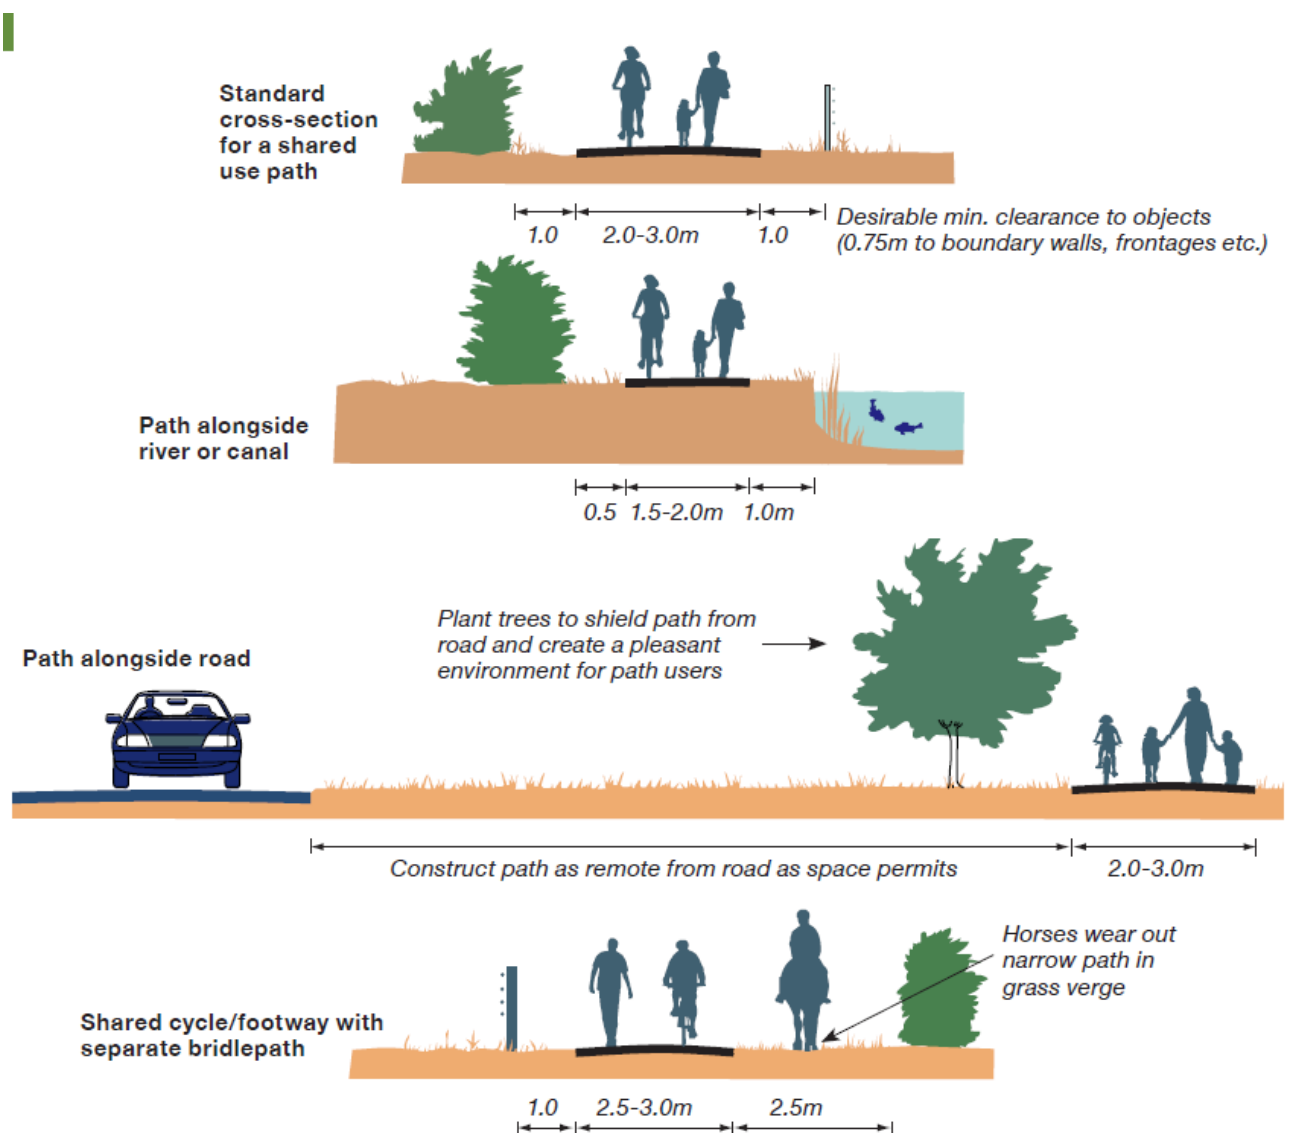 Standard
cross-section
for a shared
use path
1.0
2.0-3.0m
1.0
Desirable min. clearance to objects
(0.75m to boundary walls, frontages etc.)
Path alongside
river or canal
0.5
1.5-2.0m
1.0m
Plant trees to shield path from
road and create a pleasant
environment for path users
Path alongside road
Construct path as remote from road as space permits
2.0-3.0m
Horses wear out
narrow path in
grass verge
Shared cycle/footway with
separate bridlepath
1.0
2.5-3.0m
2.5m